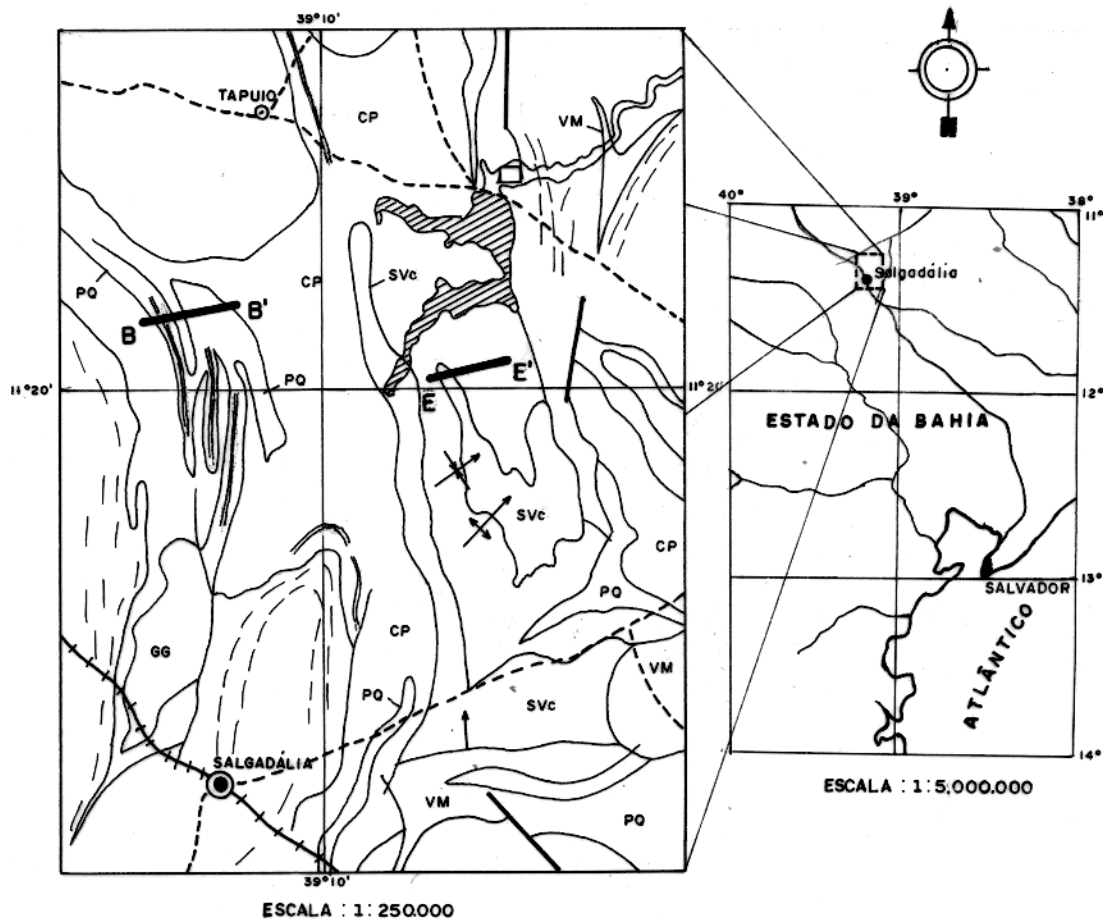 39°10'
TAPUIO
CP
VM
N
40°
39°
38°
11°
SVc
CP
PQ
Salgadália
B
B'
PQ
E
E'
11°20'
11°20'
12°
ESTADO DA BAHIA
SVc
CP
PQ
13°
SALVADOR
CP
GG
VM
PQ
SVc
ATLÂNTICO
SALGADÁLIA
VM
PQ
14°
ESCALA : 1:5,000.000
39°10'
ESCALA : 1:250.000